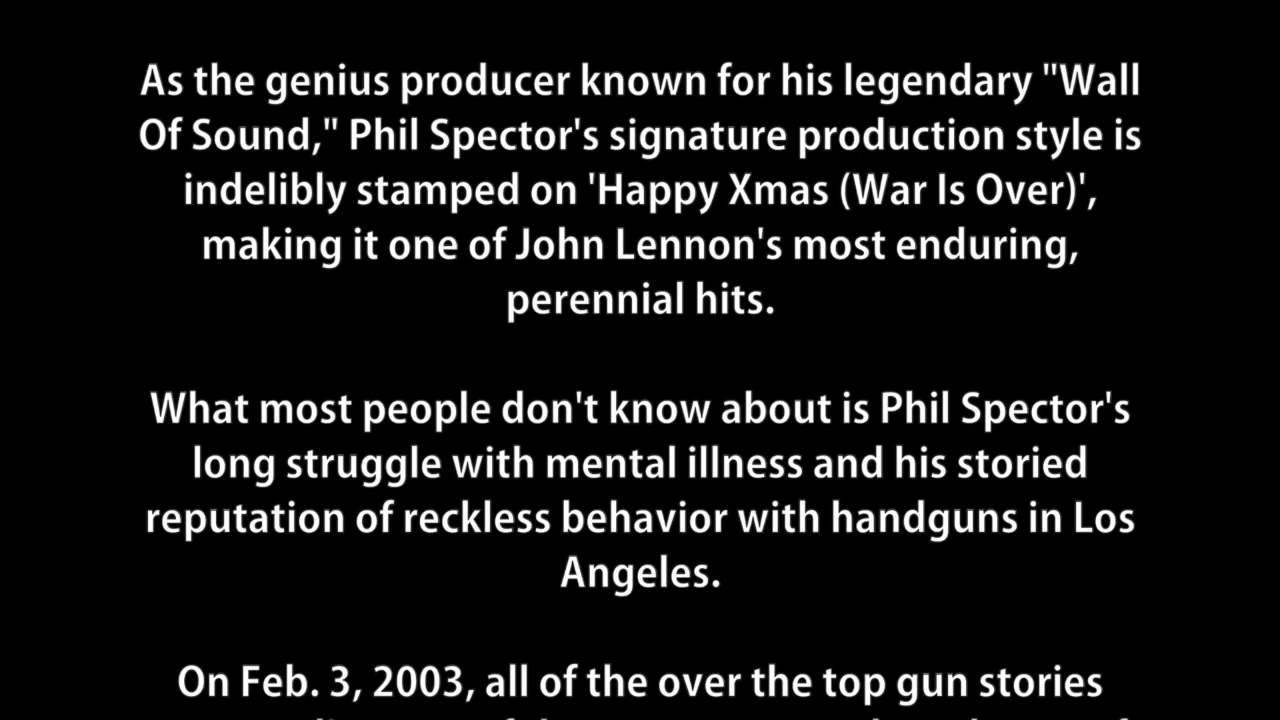 As the genius producer known for his legendary "Wall
Of Sound," Phil Spector's signature production style is
indelibly stamped on 'Happy Xmas (War Is Over)',
making it one of John Lennon's most enduring,
perennial hits.
What most people don't know about is Phil Spector's
long struggle with mental illness and his storied
reputation of reckless behavior with handguns in Los
Angeles.
On Feb. 3, 2003, all of the over the top gun stories